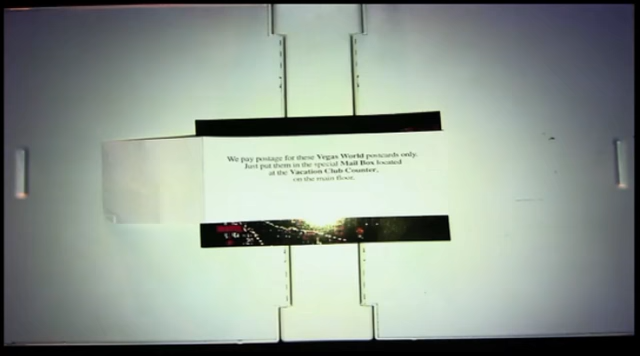 We pay postage for these Vegas World postcards only.
Just put them in the special Mail Box located
at the Vacation Club Counter,
on the main floor.